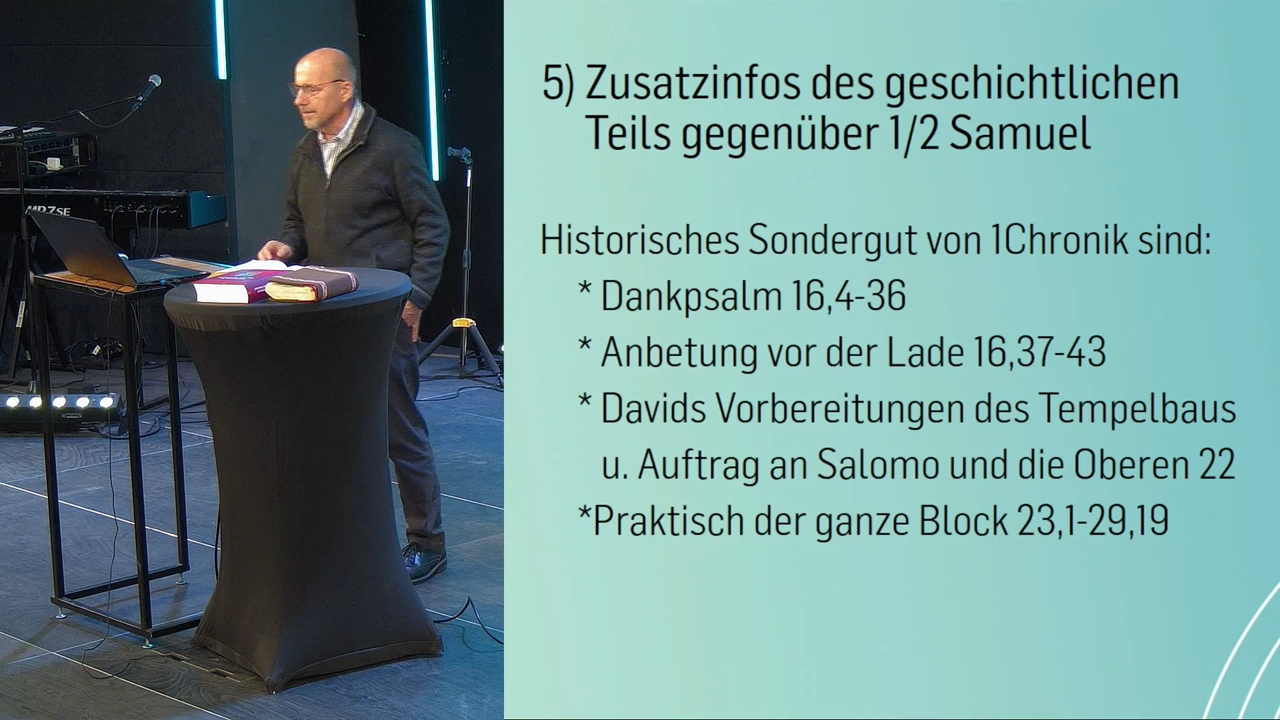 5) Zusatzinfos des geschichtlichen
Teils gegenüber 1/2 Samuel
Historisches Sondergut von 1Chronik sind:
* Dankpsalm 16,4-36
* Anbetung vor der Lade 16,37-43
* Davids Vorbereitungen des Tempelbaus
u. Auftrag an Salomo und die Oberen 22
*Praktisch der ganze Block 23,1-29,19